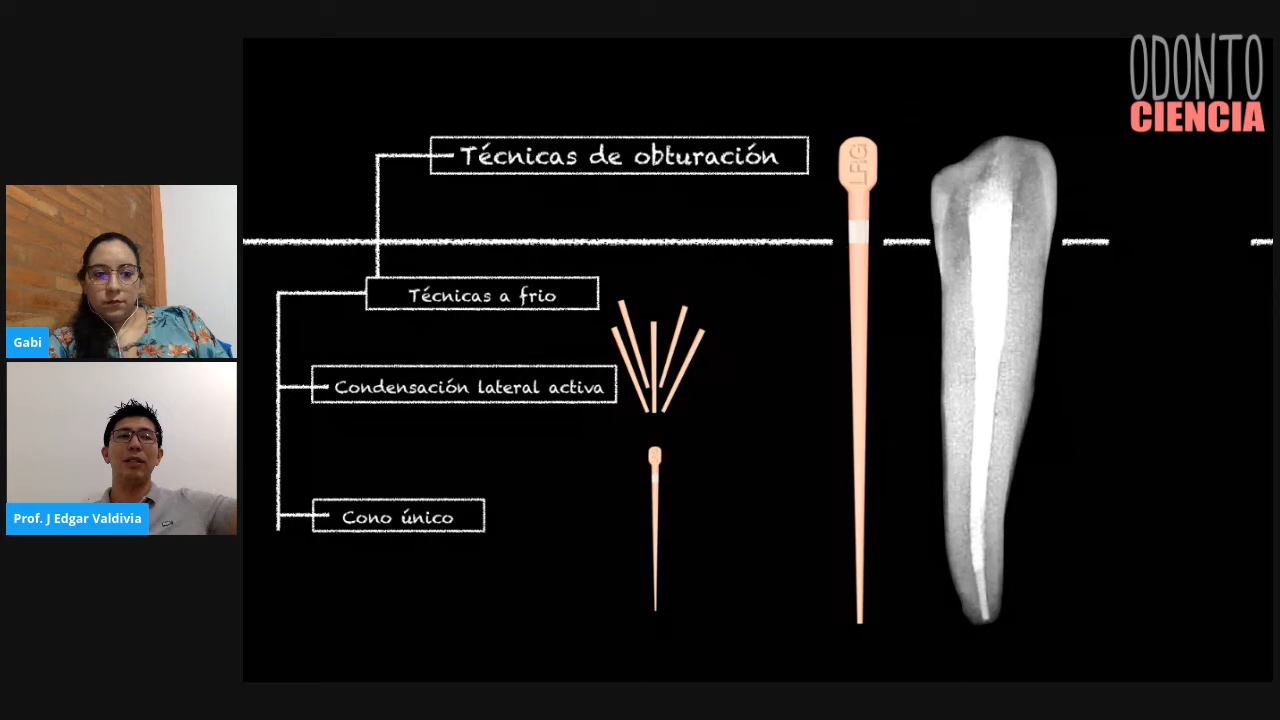 ODONTO
CIENCIA
Técnicas de obturación
Técnicas a frio
Condensación lateral activa
Cono único
Gabi
Prof. J Edgar Valdivia